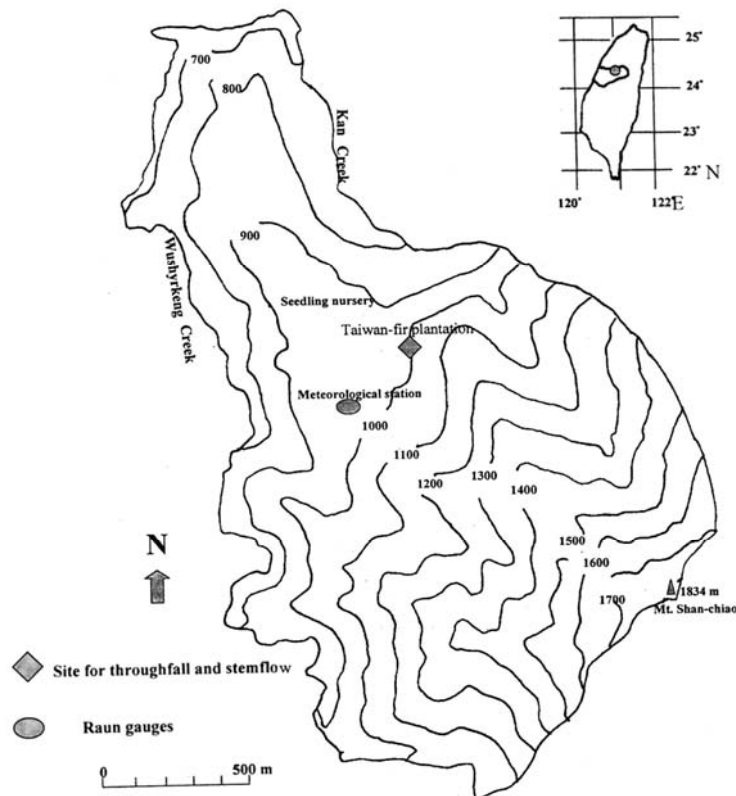 700
800
Kan Creek
900
Wushyrkeng Creek
Seedling nursery
Taiwan-fir plantation
Meteorological station
1000
1100
1200
1300
1400
1500
1600
1700
1834 m
Mt. Shan-chiao
25°
24°
23°
22°
N
120°
122°
E
N
Site for throughfall and stemflow
Raun gauges
0
500 m